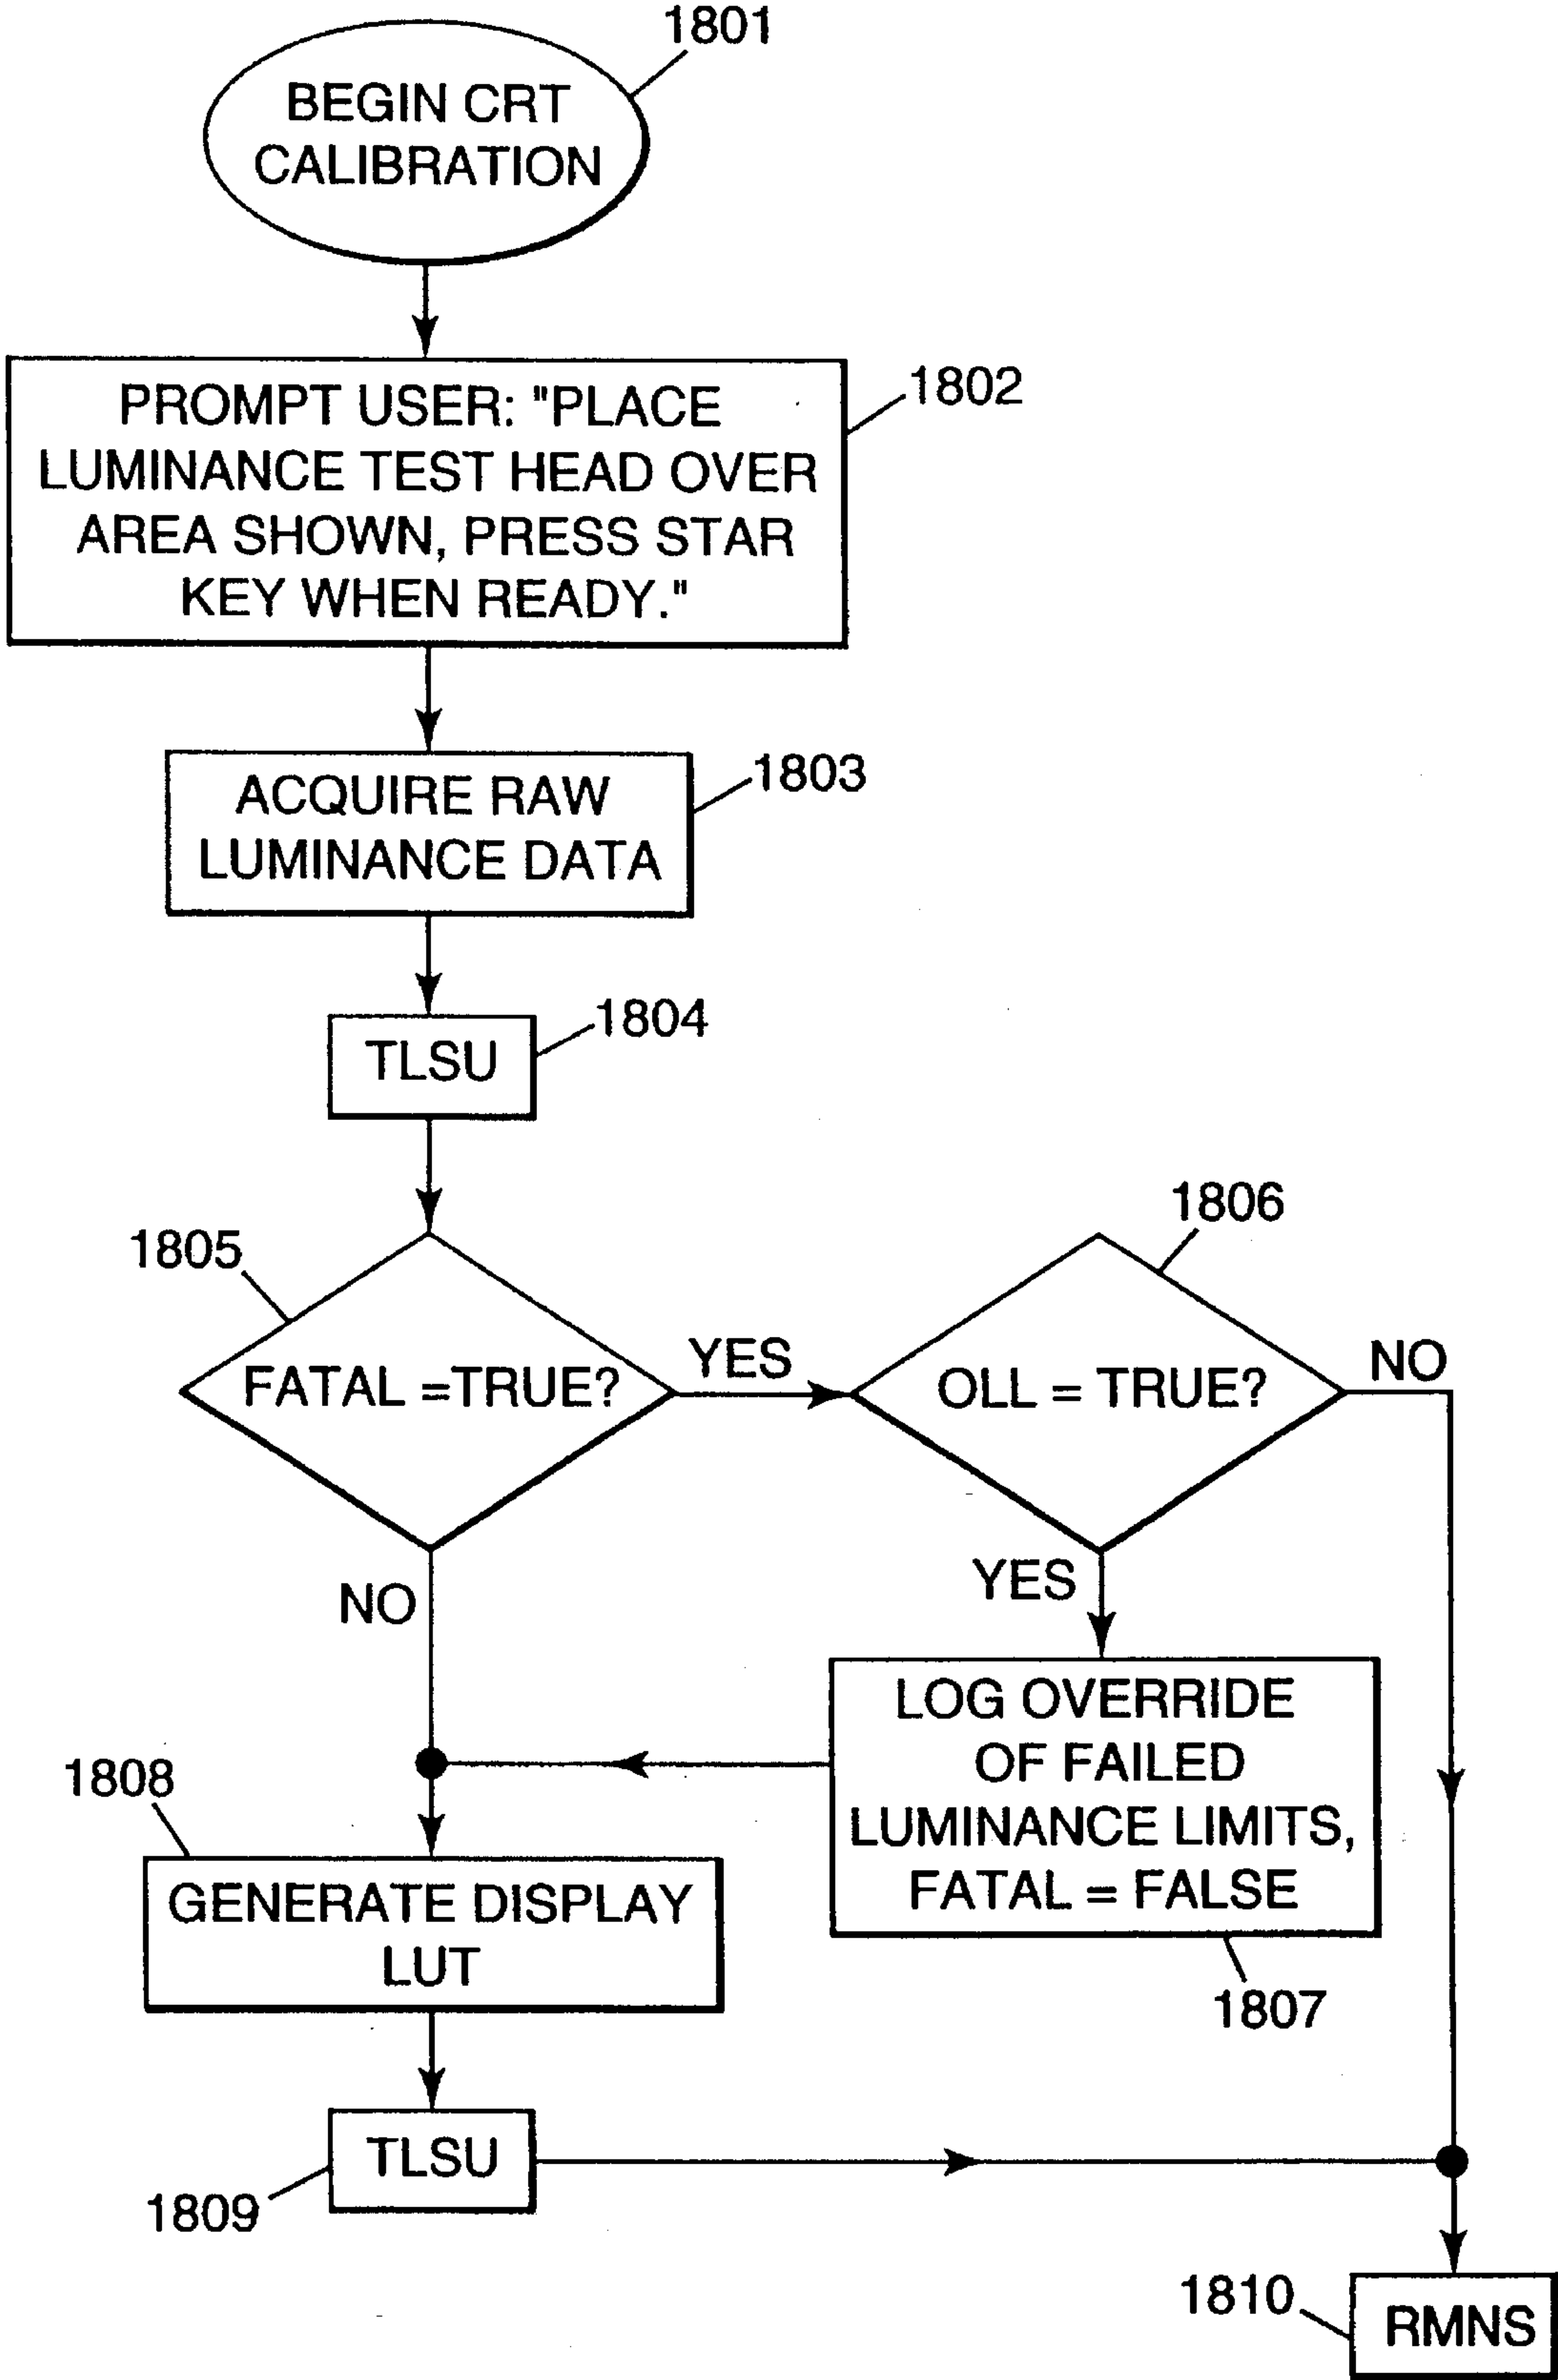 1801
BEGIN CRT
CALIBRATION
1802
PROMPT USER: "PLACE
LUMINANCE TEST HEAD OVER
AREA SHOWN, PRESS STAR
KEY WHEN READY."
1803
ACQUIRE RAW
LUMINANCE DATA
1804
TLSU
1805
FATAL =TRUE?
YES
1806
OLL = TRUE?
NO
NO
YES
LOG OVERRIDE
OF FAILED
LUMINANCE LIMITS,
FATAL = FALSE
1807
1808
GENERATE DISPLAY
LUT
TLSU
1809
1810
RMNS